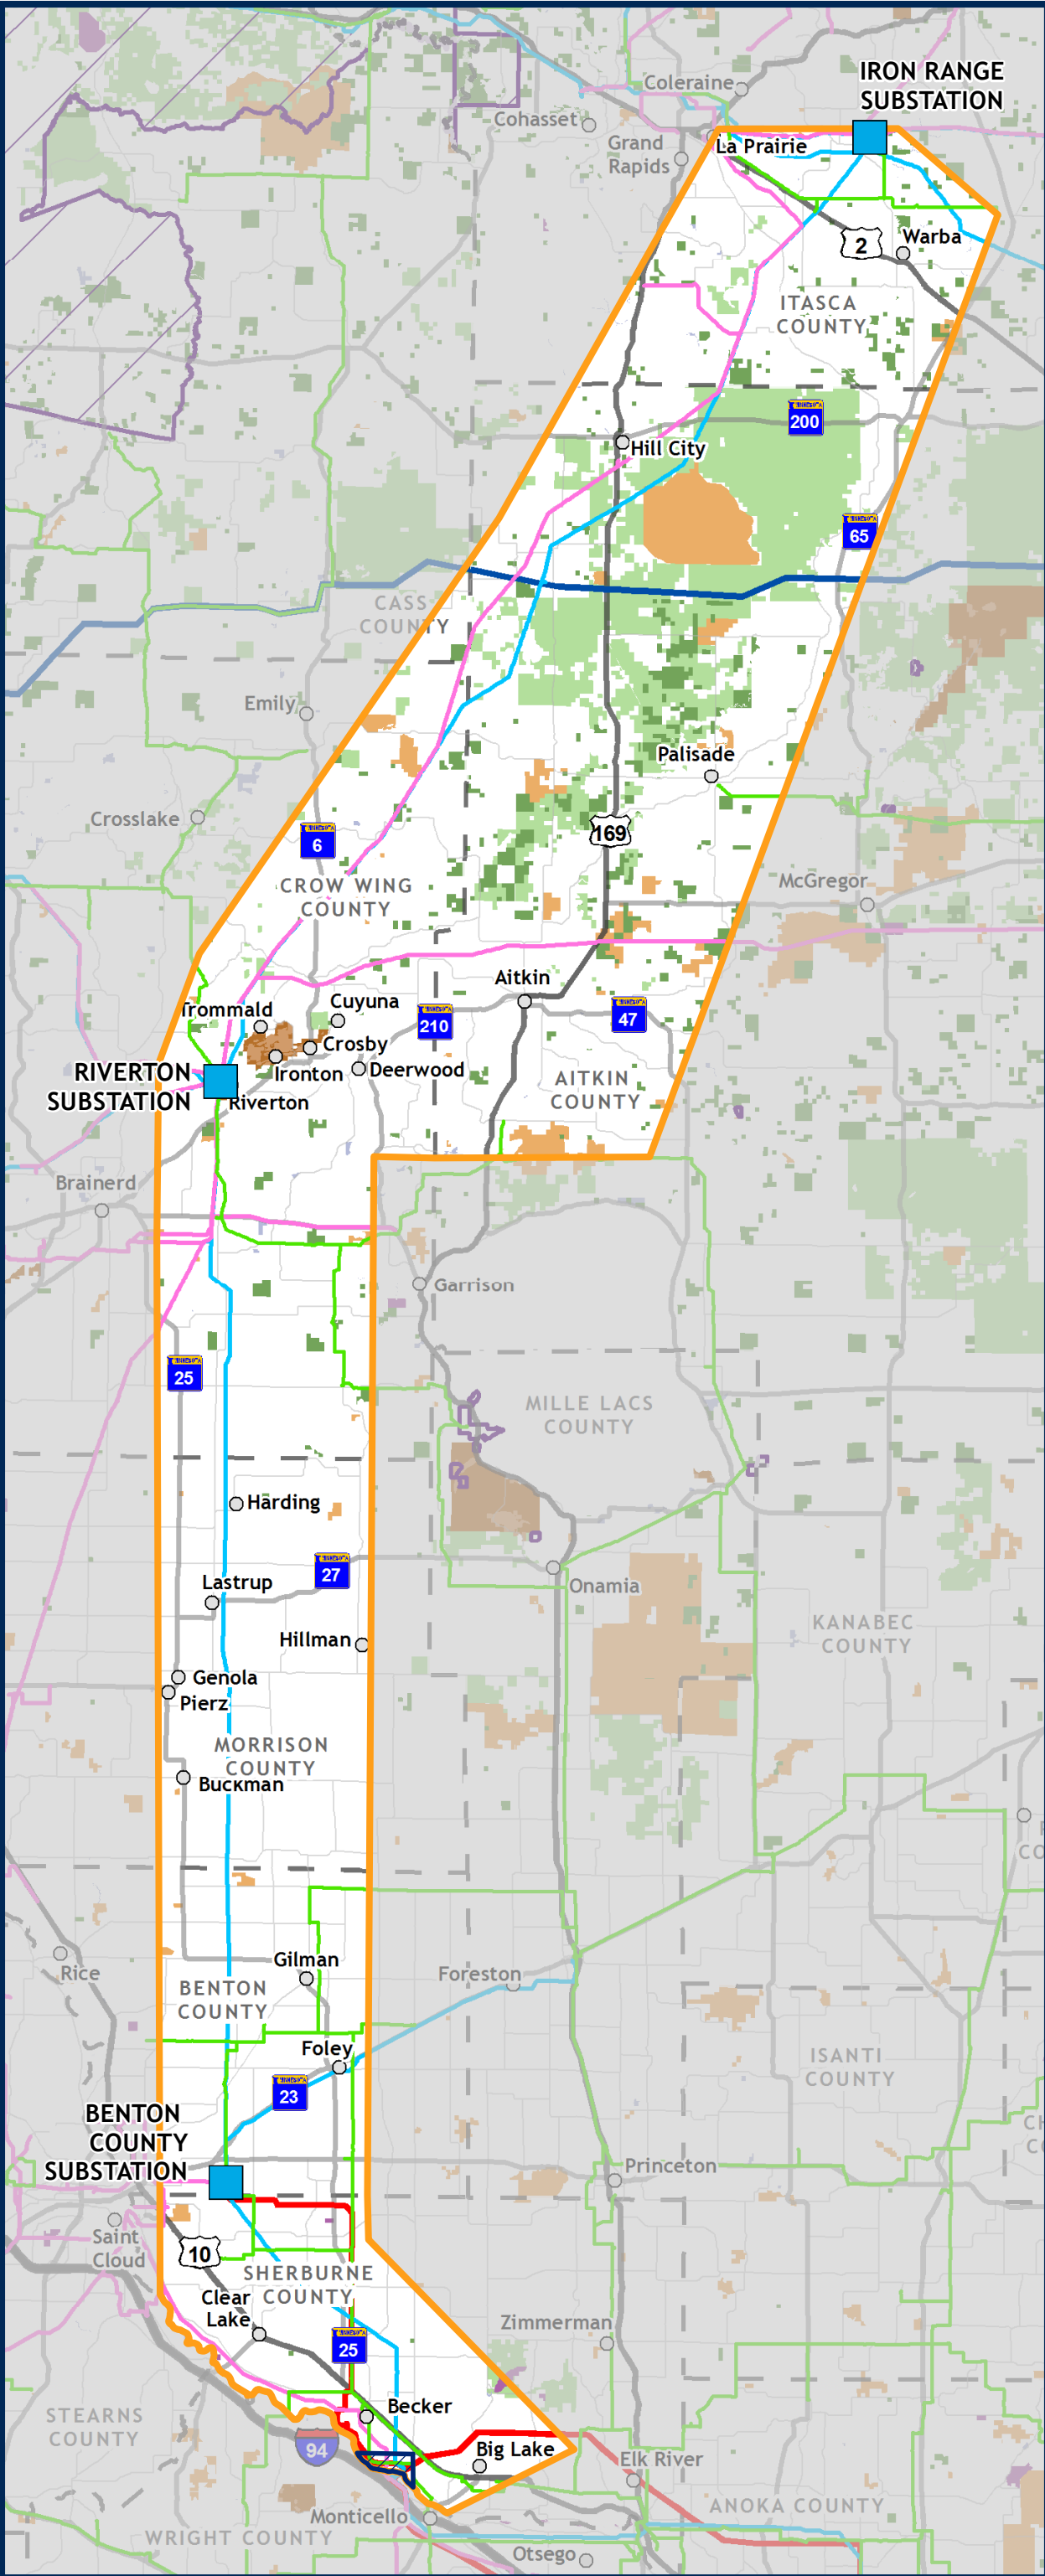 IRON RANGE
SUBSTATION
Coleraine
Cohasset
Grand
Rapids
La Prairie
2
Warba
ITASCA
COUNTY
200
Hill City
65
CASS
COUNTY
Emily
Palisade
Crosslake
169
6
McGregor
CROW WING
COUNTY
Aitkin
Trommald
Cuyuna
210
47
Crosby
RIVERTON
SUBSTATION
Ironton
Deerwood
AITKIN
COUNTY
Riverton
Brainerd
Garrison
25
MILLE LACS
COUNTY
Harding
27
Lastrup
Onamia
Hillman
KANABEC
COUNTY
Genola
Pierz
MORRISON
COUNTY
Buckman
CO
Gilman
Rice
Foreston
BENTON
COUNTY
Foley
ISANTI
COUNTY
23
BENTON
COUNTY
SUBSTATION
CH
CO
Princeton
Saint
Cloud
10
SHERBURNE
COUNTY
Clear
Lake
Zimmerman
25
Becker
STEARNS
COUNTY
94
Big Lake
Elk River
Monticello
ANOKA COUNTY
WRIGHT COUNTY
Otsego